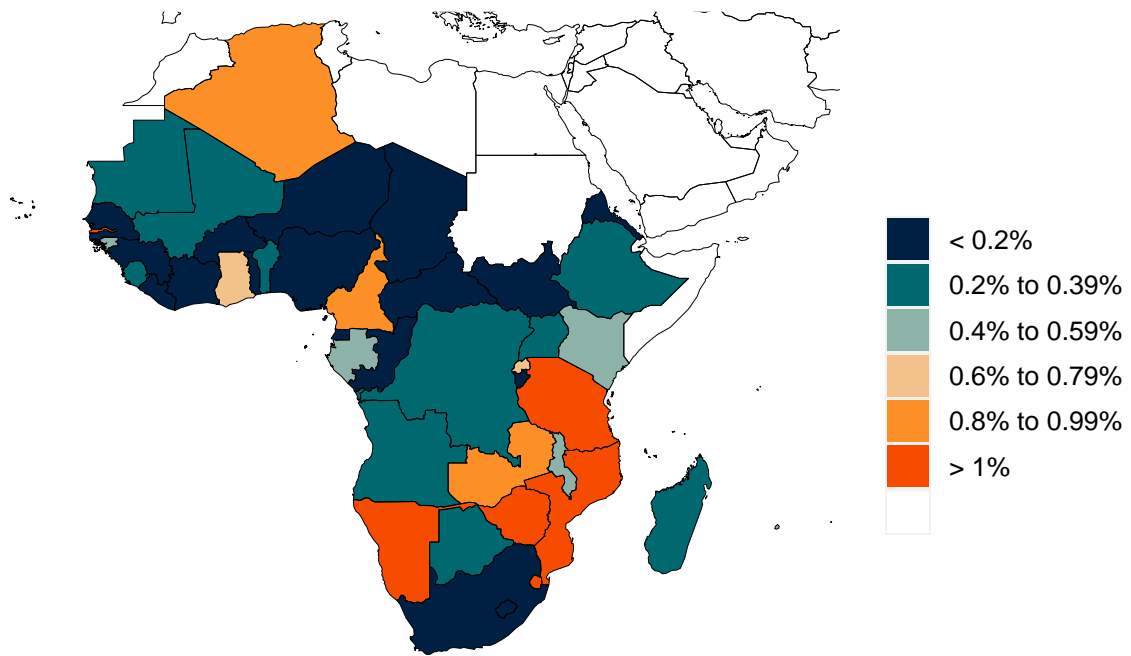 < 0.2%
0.2% to 0.39%
0.4% to 0.59%
0.6% to 0.79%
0.8% to 0.99%
> 1%